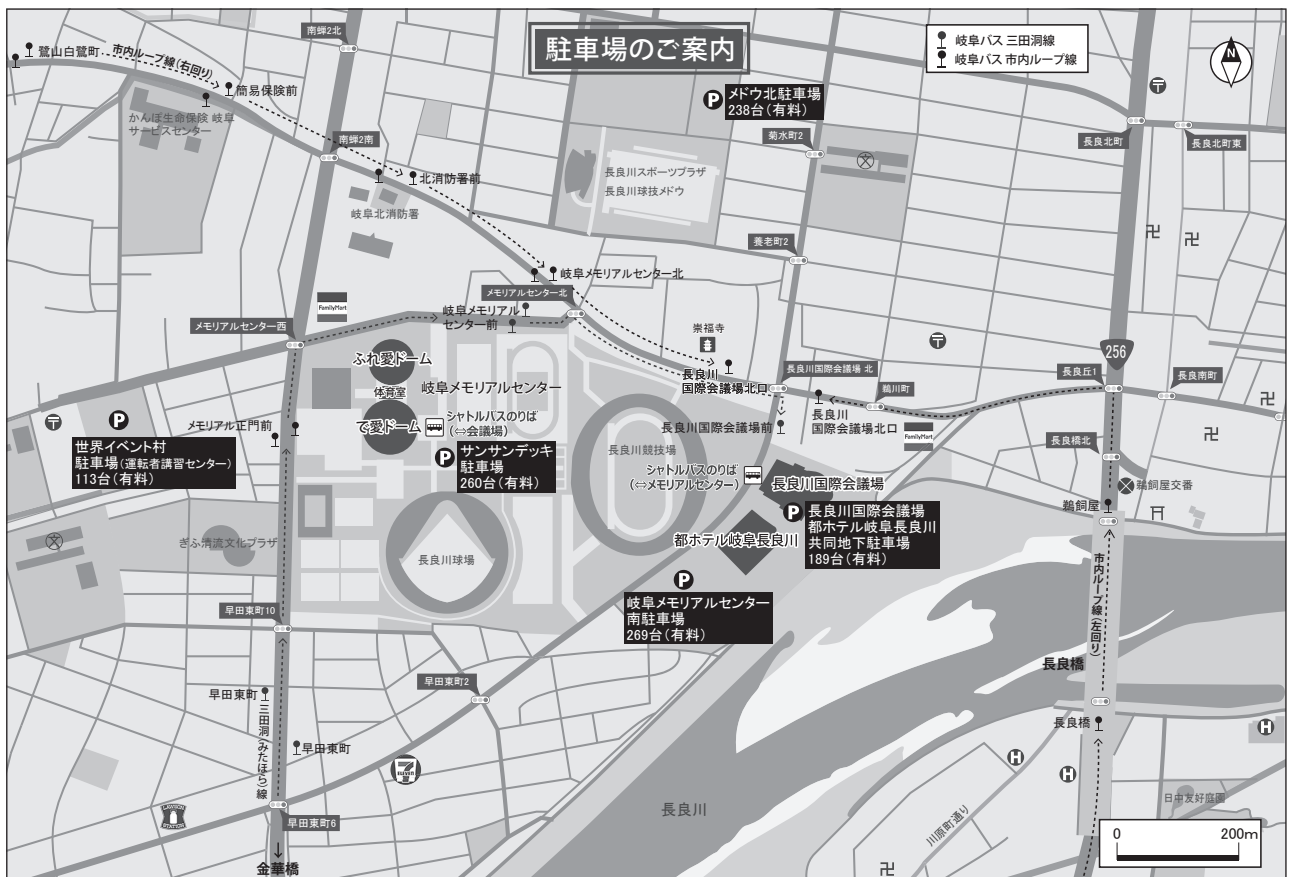 駐車場のご案内
岐阜バス 三田洞線
岐阜バス 市内ループ線
N
南蝉2北
鷺山白鷺町
市内ループ線(右回り)
簡易保険前
かんぽ生命保険 岐阜
サービスセンター
南蝉2南
北消防署前
岐阜北消防署
P
メドウ北駐車場
238台(有料)
菊水町2
長良川スポーツプラザ
長良川球技メドウ
長良北町
長良北町東
養老町2
岐阜メモリアルセンター北
メモリアルセンター北
岐阜メモリアル
センター前
FamilyMart
メモリアルセンター西
崇福寺
長良川
国際会議場北口
長良川国際会議場 北
鵜川町
長良川
国際会議場北口
FamilyMart
256
長良丘1
長良南町
ふれ愛ドーム
体育室
岐阜メモリアルセンター
で愛ドーム
シャトルバスのりば
(⇔会議場)
P
サンサンデッキ
駐車場
260台(有料)
P
世界イベント村
駐車場(運転者講習センター)
113台(有料)
メモリアル正門前
長良川競技場
長良川国際会議場前
シャトルバスのりば
(⇔メモリアルセンター)
長良川国際会議場
P
長良川国際会議場
都ホテル岐阜長良川
共同地下駐車場
189台(有料)
都ホテル岐阜長良川
長良橋北
鵜飼屋交番
鵜飼屋
ぎふ清流文化プラザ
長良川球場
P
岐阜メモリアルセンター
南駐車場
269台(有料)
市内ループ線(左回り)
長良橋
長良橋
早田東町10
早田東町2
早田東町
三田洞(みたほら)線
早田東町
7
ELEVEN
LAWSON
STATION
早田東町6
金華橋
長良川
川原町通り
H
H
H
日中友好庭園
0 200m